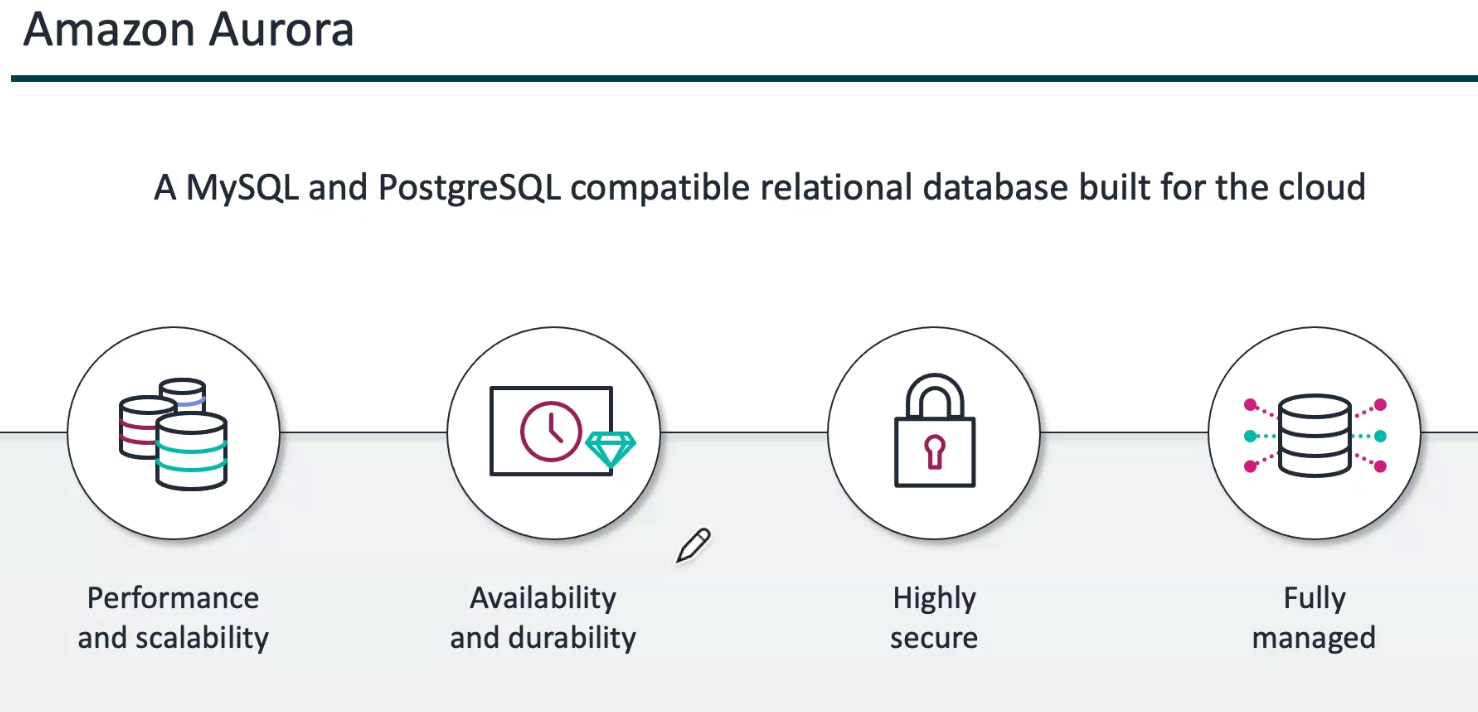 Amazon Aurora
A MySQL and PostgreSQL compatible relational database built for the cloud
Performance
and scalability
Availability
and durability
Highly
secure
Fully
managed